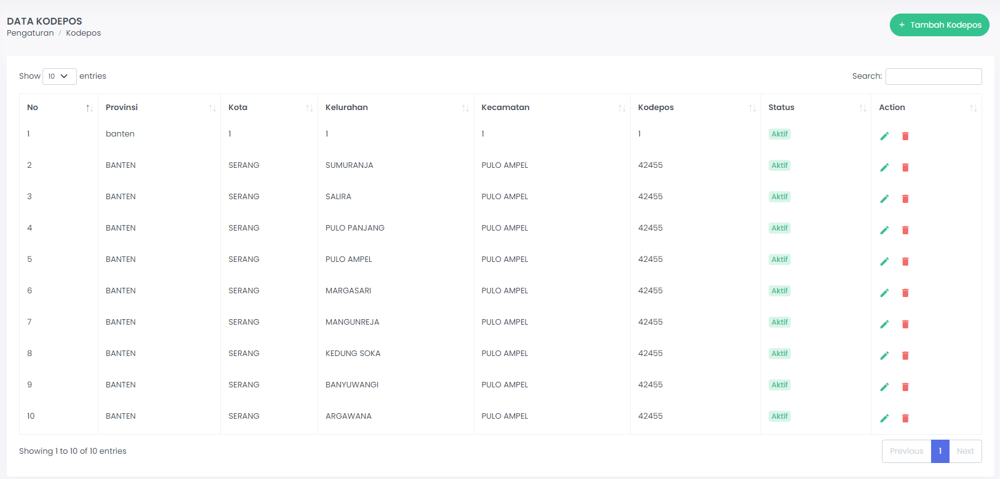 DATA KODEPOS
Pengaturan / Kodepos
+ Tambah Kodepos
Show 10 entries
Search:
No Provinsi Kota Kelurahan Kecamatan Kodepos Status Action
1 banten 1 1 1 1 Aktif
2 BANTEN SERANG SUMURANJA PULO AMPEL 42455 Aktif
3 BANTEN SERANG SALIRA PULO AMPEL 42455 Aktif
4 BANTEN SERANG PULO PANJANG PULO AMPEL 42455 Aktif
5 BANTEN SERANG PULO AMPEL PULO AMPEL 42455 Aktif
6 BANTEN SERANG MARGASARI PULO AMPEL 42455 Aktif
7 BANTEN SERANG MANGUNREJA PULO AMPEL 42455 Aktif
8 BANTEN SERANG KEDUNG SOKA PULO AMPEL 42455 Aktif
9 BANTEN SERANG BANYUWANGI PULO AMPEL 42455 Aktif
10 BANTEN SERANG ARGAWANA PULO AMPEL 42455 Aktif
Showing 1 to 10 of 10 entries
Previous 1 Next